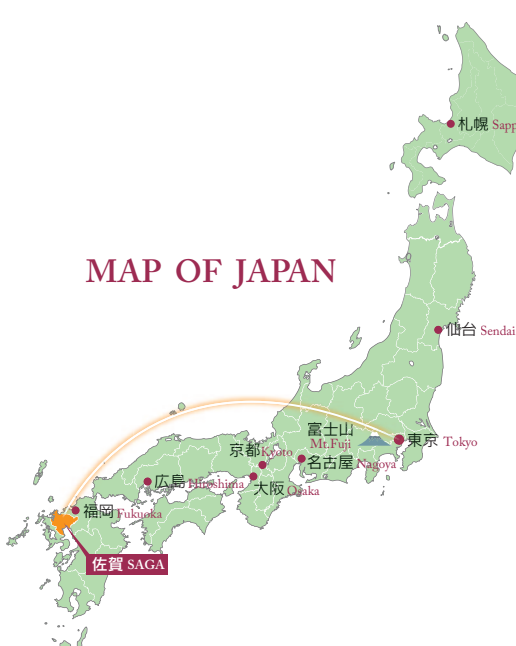 札幌 Sapp
MAP OF JAPAN
仙台 Sendai
富士山
Mt.Fuji
東京 Tokyo
京都 Kyoto
名古屋 Nagoya
広島 Hiroshima
大阪 Osaka
福岡 Fukuoka
佐賀 SAGA